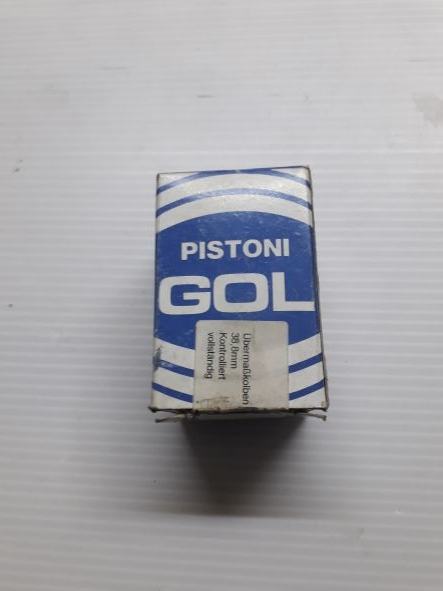 PISTONI
GOL
Übermaßkolben
38,8mm
Kontrolliert
vollständig